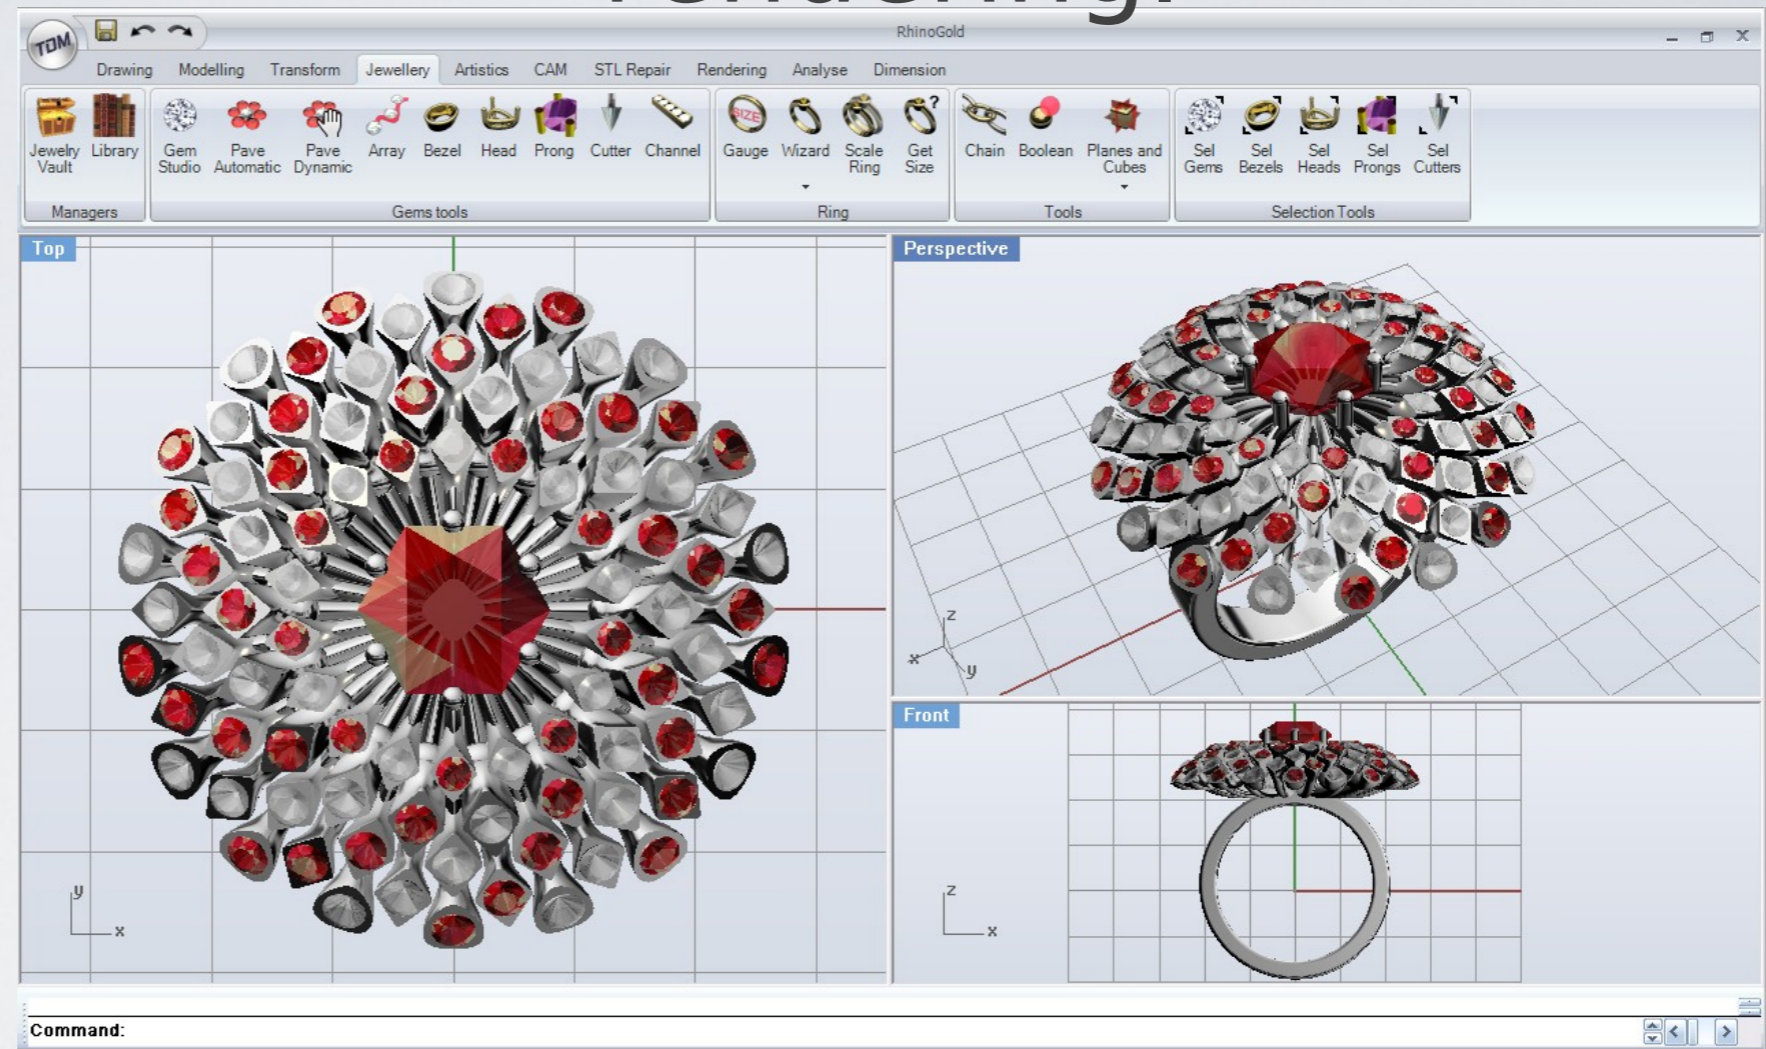 rendering.
RhinoGold
TDM
Drawing Modelling Transform Jewellery Artistics CAM STL Repair Rendering Analyse Dimension
Jewelry Vault Library Gem Studio Pave Automatic Pave Dynamic Array Bezel Head Prong Cutter Channel SIZE Gauge Wizard Scale Ring ? Get Size Chain Boolean Planes and Cubes Sel Gems Sel Bezels Sel Heads Sel Prongs Sel Cutters
Managers Gems tools Ring Tools Selection Tools
Top
y
x
Perspective
z
x
y
Front
z
x
Command: